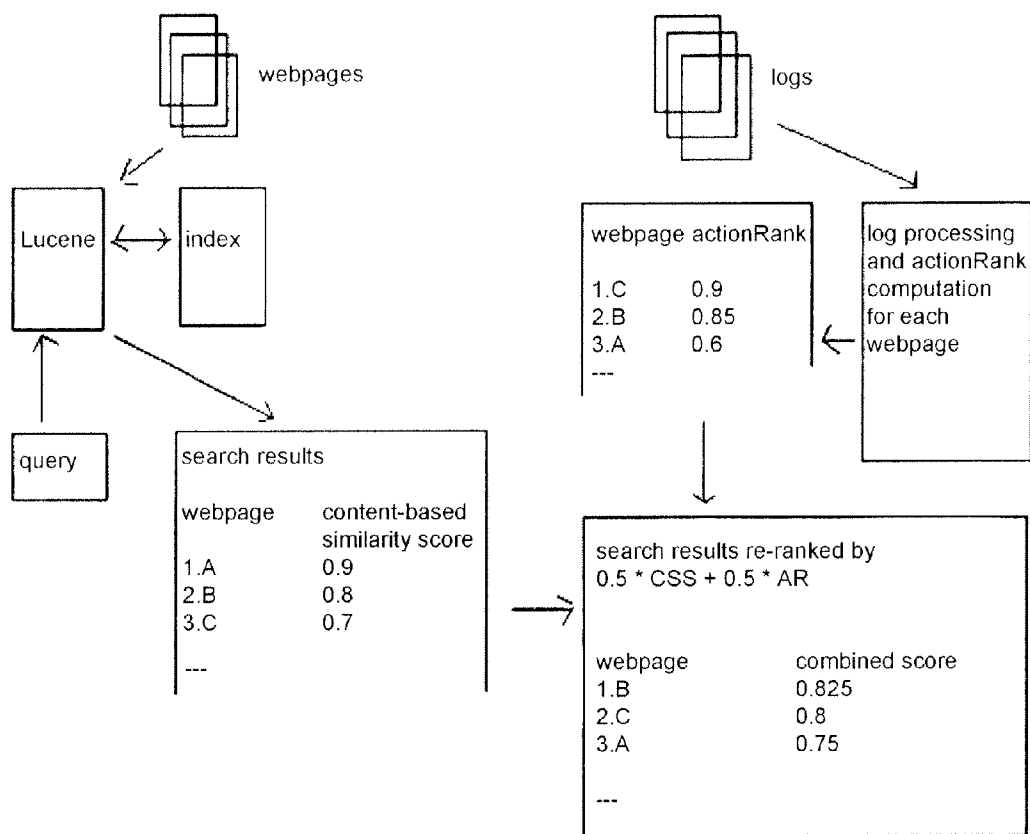 webpages
logs
Lucene
index
webpage actionRank
1.C 0.9
2.B 0.85
3.A 0.6
---
log processing
and actionRank
computation
for each
webpage
query
search results
webpage content-based
similarity score
1.A 0.9
2.B 0.8
3.C 0.7
---
search results re-ranked by
0.5 * CSS + 0.5 * AR
webpage combined score
1.B 0.825
2.C 0.8
3.A 0.75
---